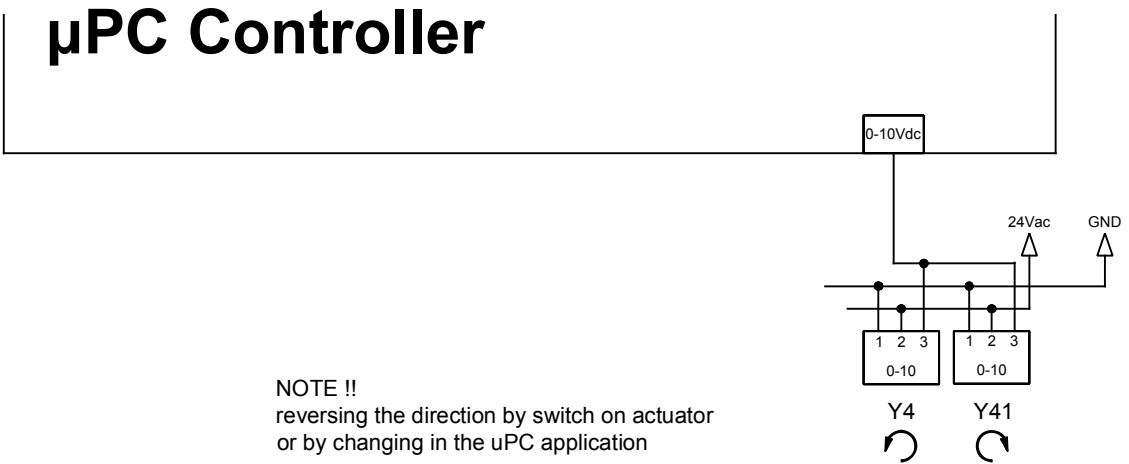 µPC Controller
0-10Vdc
24Vac GND
1 2 3 1 2 3
0-10 0-10
NOTE !!
Y4 Y41
reversing the direction by switch on actuator
or by changing in the uPC application